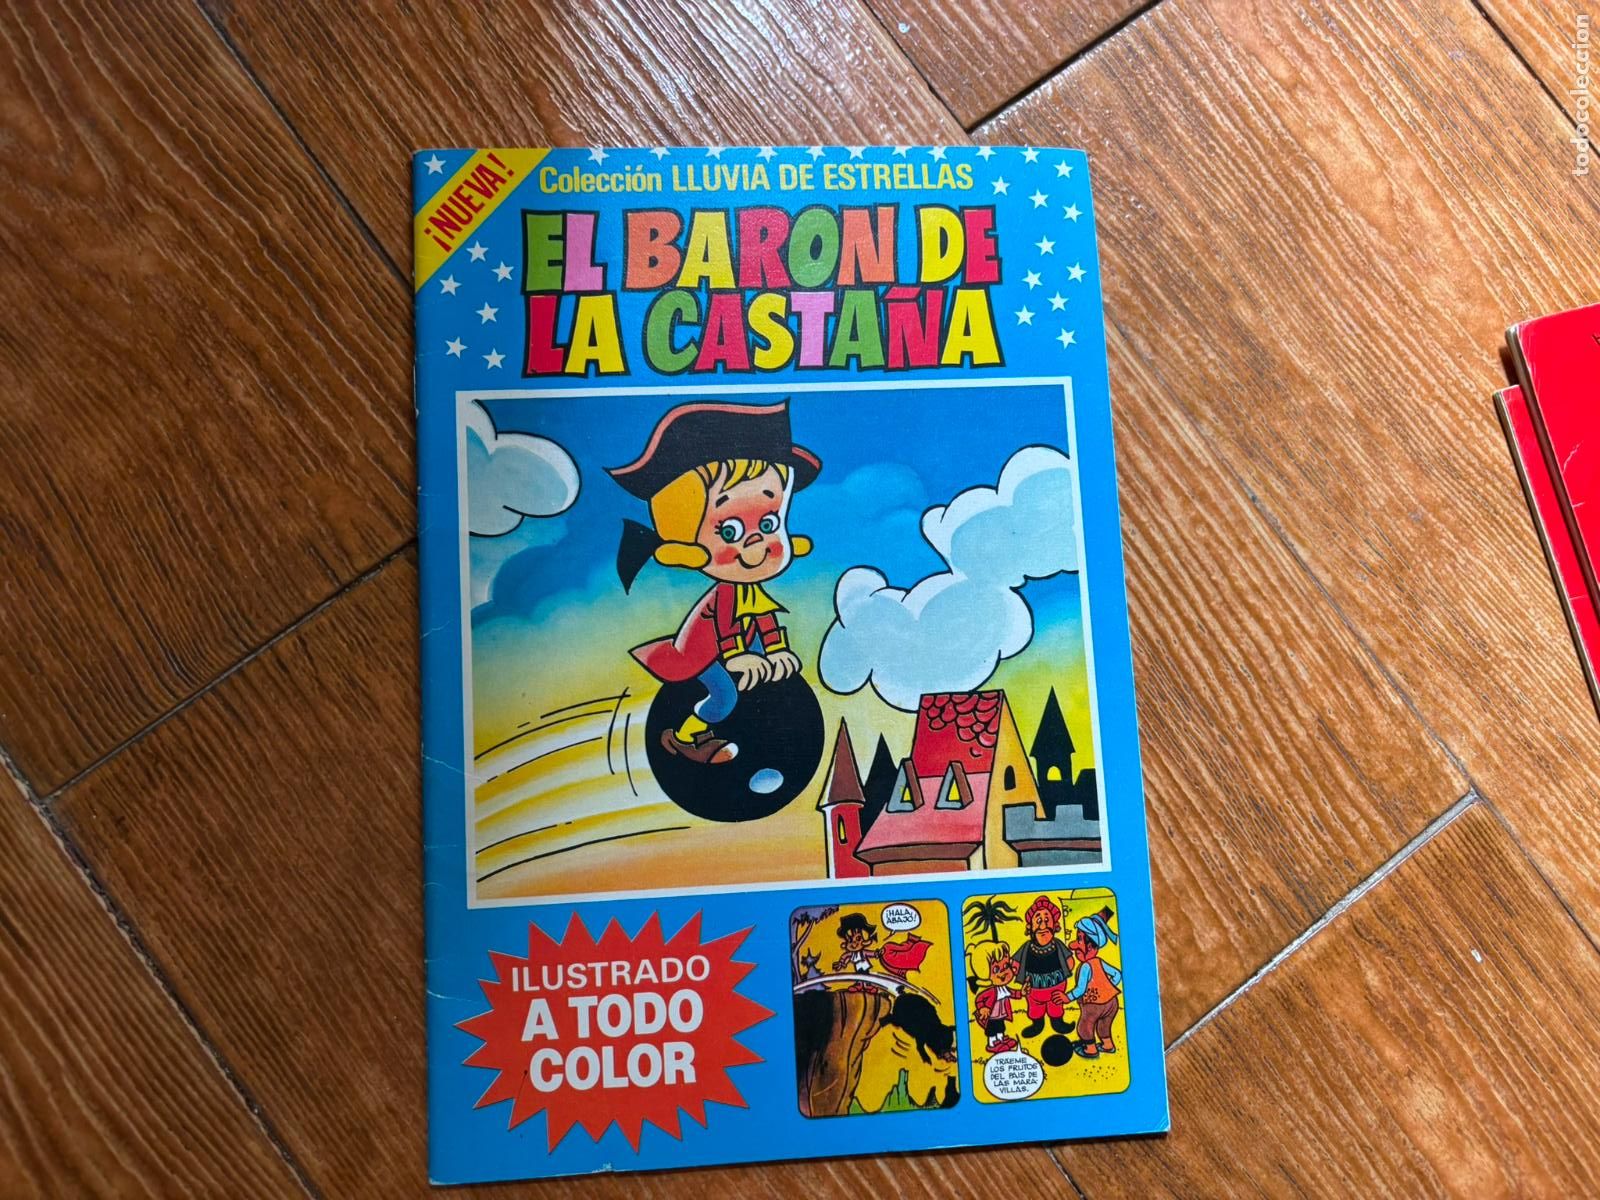 ¡NUEVA!
Colección LLUVIA DE ESTRELLAS
EL BARON DE
LA CASTAÑA
ILUSTRADO
A TODO
COLOR
¡HALA,
ABAJO!
TRÁEME
LOS FRUTOS
DEL PAIS DE
LAS MARA-
VILLAS.
todocoleccion